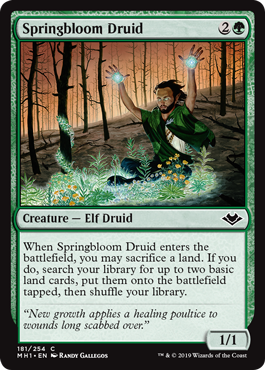 Springbloom Druid 2
Creature — Elf Druid
When Springbloom Druid enters the
battlefield, you may sacrifice a land. If you
do, search your library for up to two basic
land cards, put them onto the battlefield
tapped, then shuffle your library.
“New growth applies a healing poultice to
wounds long scabbed over.”
1/1
181/254 C
MH1 • EN Randy Gallegos ™ & © 2019 Wizards of the Coast